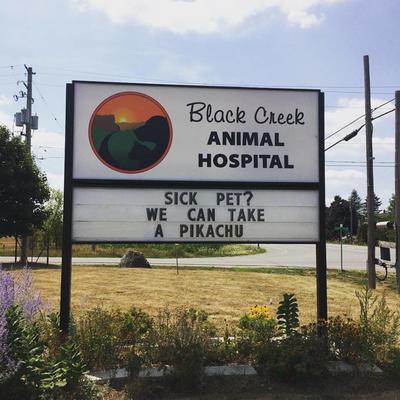 Black Creek
ANIMAL
HOSPITAL
SICK PET?
WE CAN TAKE
A PIKACHU